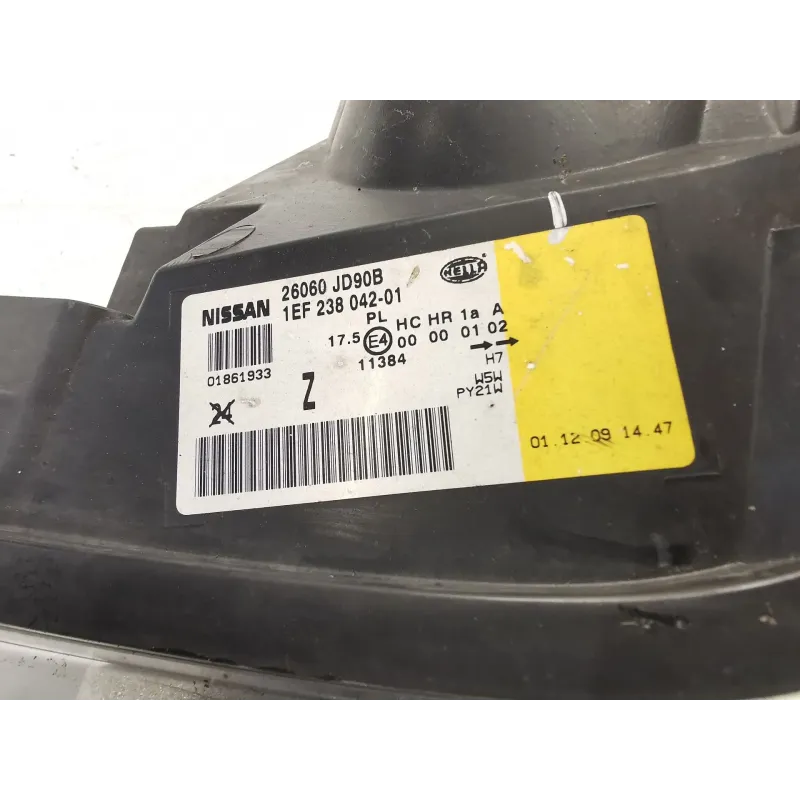 NISSAN 26060 JD90B
1EF 238 042-01
HELLA
PL HC HR 1a A
17.5 E4 00 00 01 02
11384
H7
W5W
PY21W
01861933
24
Z
01.12 09 14.47